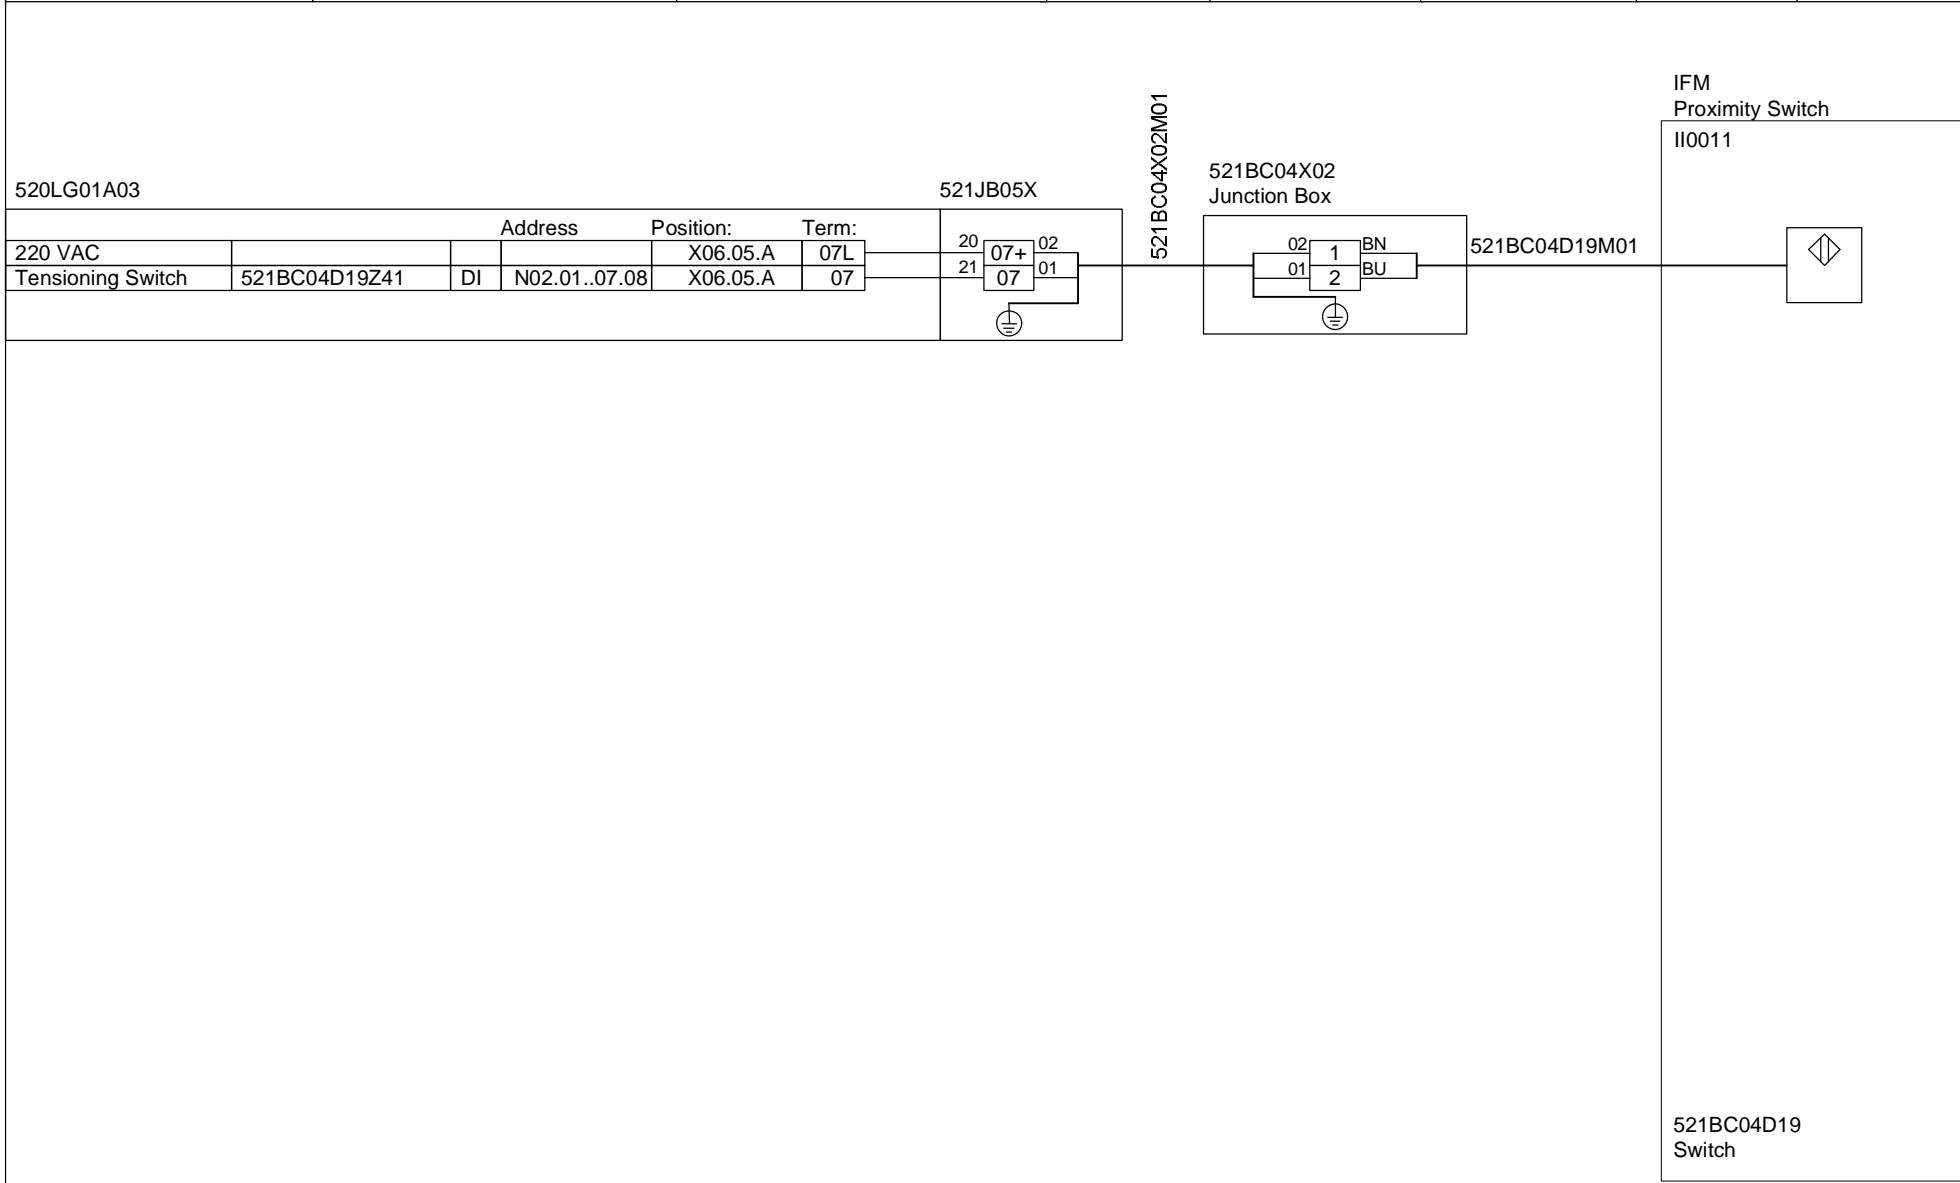 IFM
Proximity Switch
II0011
521BC04X02M01
521BC04X02
Junction Box
520LG01A03
521JB05X
Address Position: Term:
220 VAC X06.05.A 07L
Tensioning Switch 521BC04D19Z41 DI N02.01..07.08 X06.05.A 07
20 07+ 02
21 07 01
02 1 BN
01 2 BU
521BC04D19M01
521BC04D19
Switch